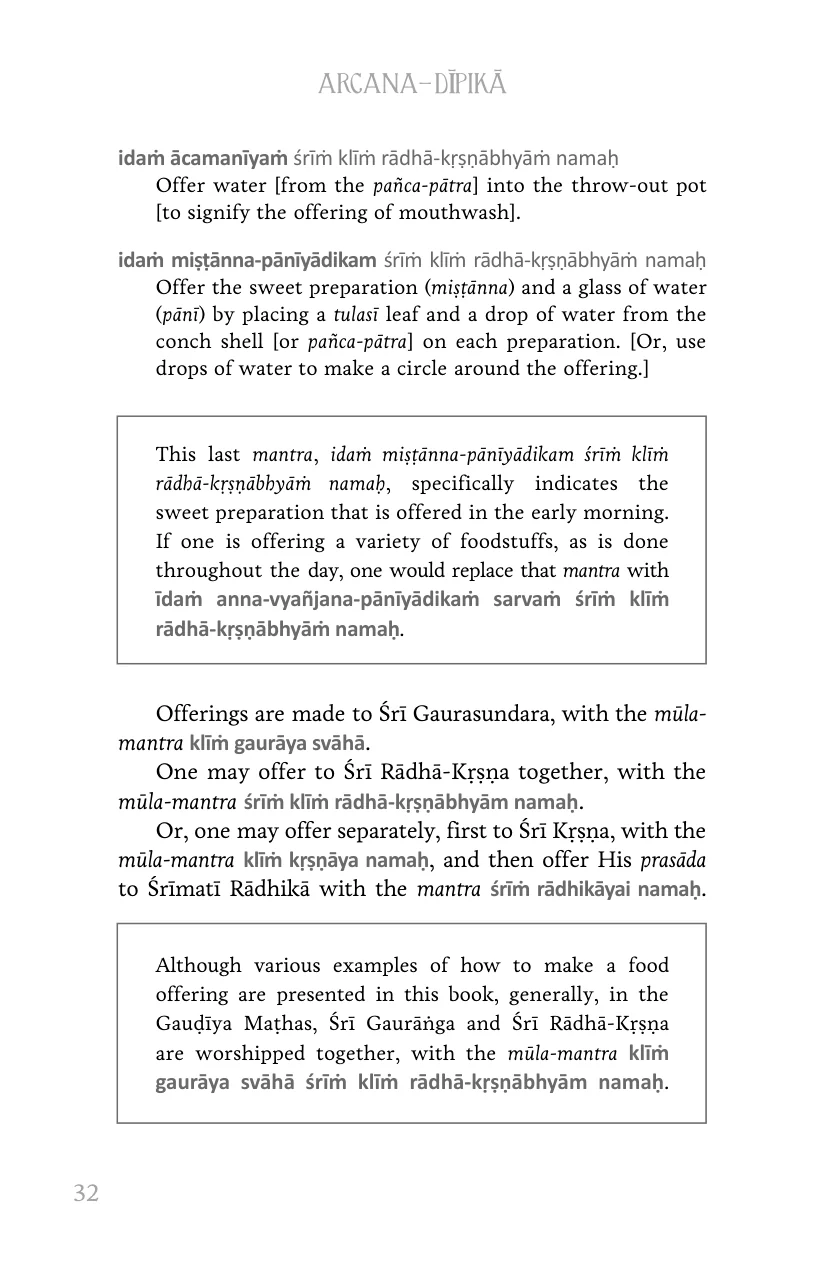 ARCANA–DĪPIKĀ
idaṁ ācamanīyaṁ śrīṁ klīṁ rādhā-kṛṣṇābhyāṁ namaḥ
Offer water [from the pañca-pātra] into the throw-out pot
[to signify the offering of mouthwash].
idaṁ miṣṭānna-pānīyādikam śrīṁ klīṁ rādhā-kṛṣṇābhyāṁ namaḥ
Offer the sweet preparation (miṣṭānna) and a glass of water
(pānī) by placing a tulasī leaf and a drop of water from the
conch shell [or pañca-pātra] on each preparation. [Or, use
drops of water to make a circle around the offering.]
This last mantra, idaṁ miṣṭānna-pānīyādikam śrīṁ klīṁ
rādhā-kṛṣṇābhyāṁ namaḥ, specifically indicates the
sweet preparation that is offered in the early morning.
If one is offering a variety of foodstuffs, as is done
throughout the day, one would replace that mantra with
īdaṁ anna-vyañjana-pānīyādikaṁ sarvaṁ śrīṁ klīṁ
rādhā-kṛṣṇābhyāṁ namaḥ.
Offerings are made to Śrī Gaurasundara, with the mūla-
mantra klīṁ gaurāya svāhā.
One may offer to Śrī Rādhā-Kṛṣṇa together, with the
mūla-mantra śrīṁ klīṁ rādhā-kṛṣṇābhyām namaḥ.
Or, one may offer separately, first to Śrī Kṛṣṇa, with the
mūla-mantra klīṁ kṛṣṇāya namaḥ, and then offer His prasāda
to Śrīmatī Rādhikā with the mantra śrīṁ rādhikāyai namaḥ.
Although various examples of how to make a food
offering are presented in this book, generally, in the
Gauḍīya Maṭhas, Śrī Gaurāṅga and Śrī Rādhā-Kṛṣṇa
are worshipped together, with the mūla-mantra klīṁ
gaurāya svāhā śrīṁ klīṁ rādhā-kṛṣṇābhyām namaḥ.
32